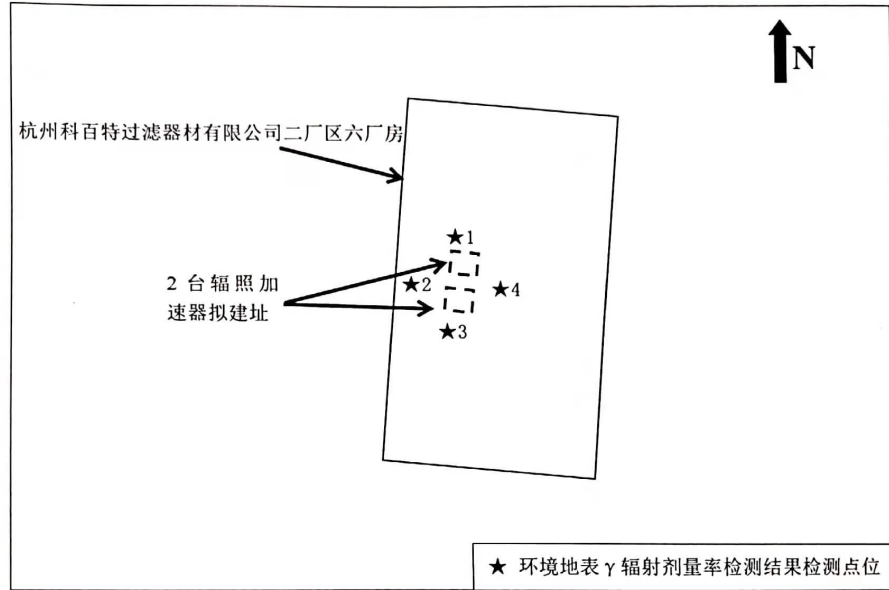 N
杭州科百特过滤器材有限公司二厂区六厂房
★1
2 台辐照加
速器拟建址
★2
★4
★3
★ 环境地表 γ 辐射剂量率检测结果检测点位